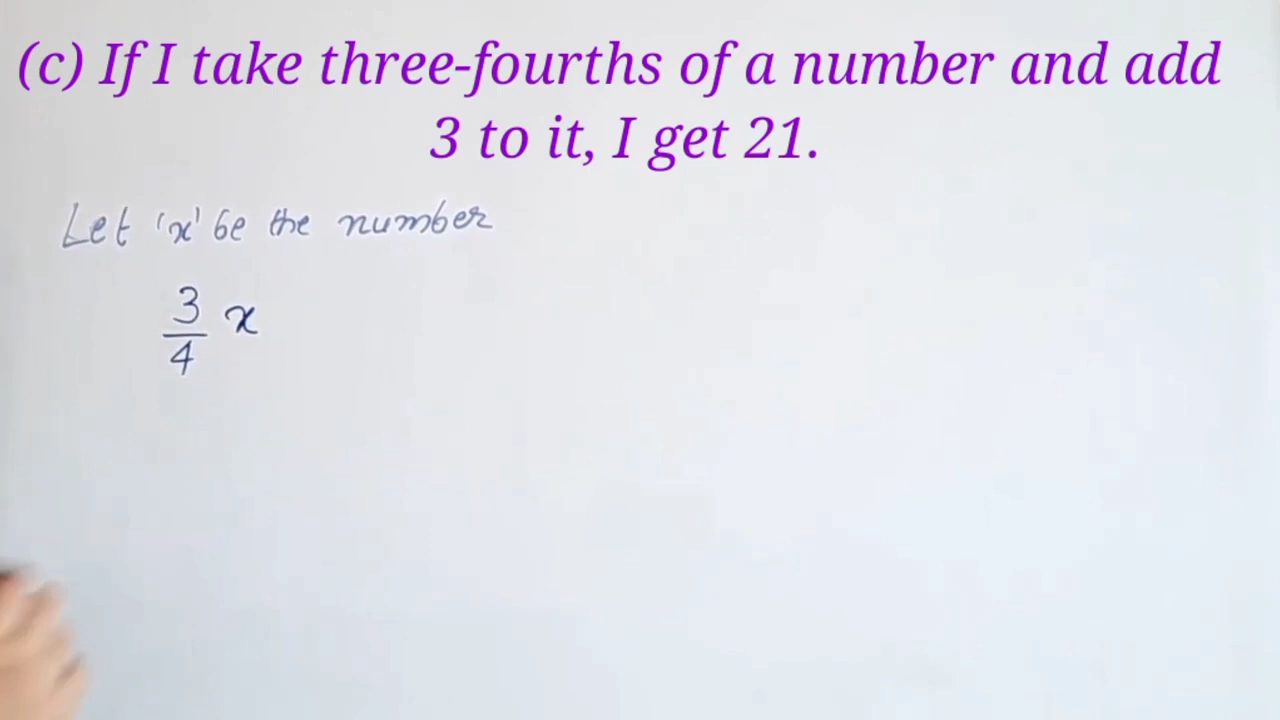 (c) If I take three-fourths of a number and add
3 to it, I get 21.
Let 'x' be the number
3/4 x